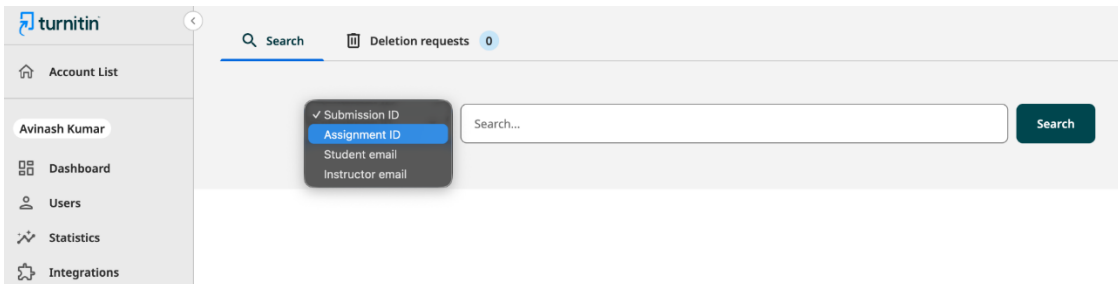 turnitin
Account List
Avinash Kumar
Dashboard
Users
Statistics
Integrations
Search
Deletion requests 0
✓ Submission ID
Assignment ID
Student email
Instructor email
Search...
Search